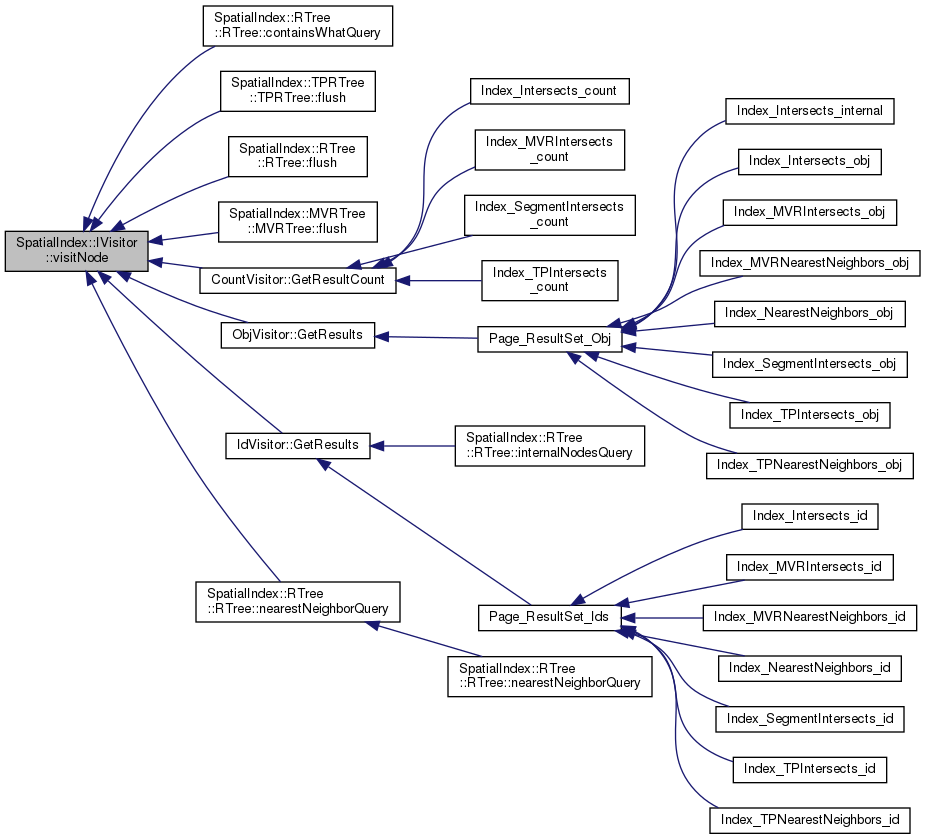 SpatialIndex::IVisitor
::visitNode
SpatialIndex::RTree
::RTree::containsWhatQuery
SpatialIndex::TPRTree
::TPRTree::flush
SpatialIndex::RTree
::RTree::flush
SpatialIndex::MVRTree
::MVRTree::flush
CountVisitor::GetResultCount
ObjVisitor::GetResults
IdVisitor::GetResults
SpatialIndex::RTree
::RTree::nearestNeighborQuery
Index_Intersects_count
Index_MVRIntersects
_count
Index_SegmentIntersects
_count
Index_TPIntersects
_count
Page_ResultSet_Obj
SpatialIndex::RTree
::RTree::internalNodesQuery
Page_ResultSet_Ids
SpatialIndex::RTree
::RTree::nearestNeighborQuery
Index_Intersects_internal
Index_Intersects_obj
Index_MVRIntersects_obj
Index_MVRNearestNeighbors_obj
Index_NearestNeighbors_obj
Index_SegmentIntersects_obj
Index_TPIntersects_obj
Index_TPNearestNeighbors_obj
Index_Intersects_id
Index_MVRIntersects_id
Index_MVRNearestNeighbors_id
Index_NearestNeighbors_id
Index_SegmentIntersects_id
Index_TPIntersects_id
Index_TPNearestNeighbors_id